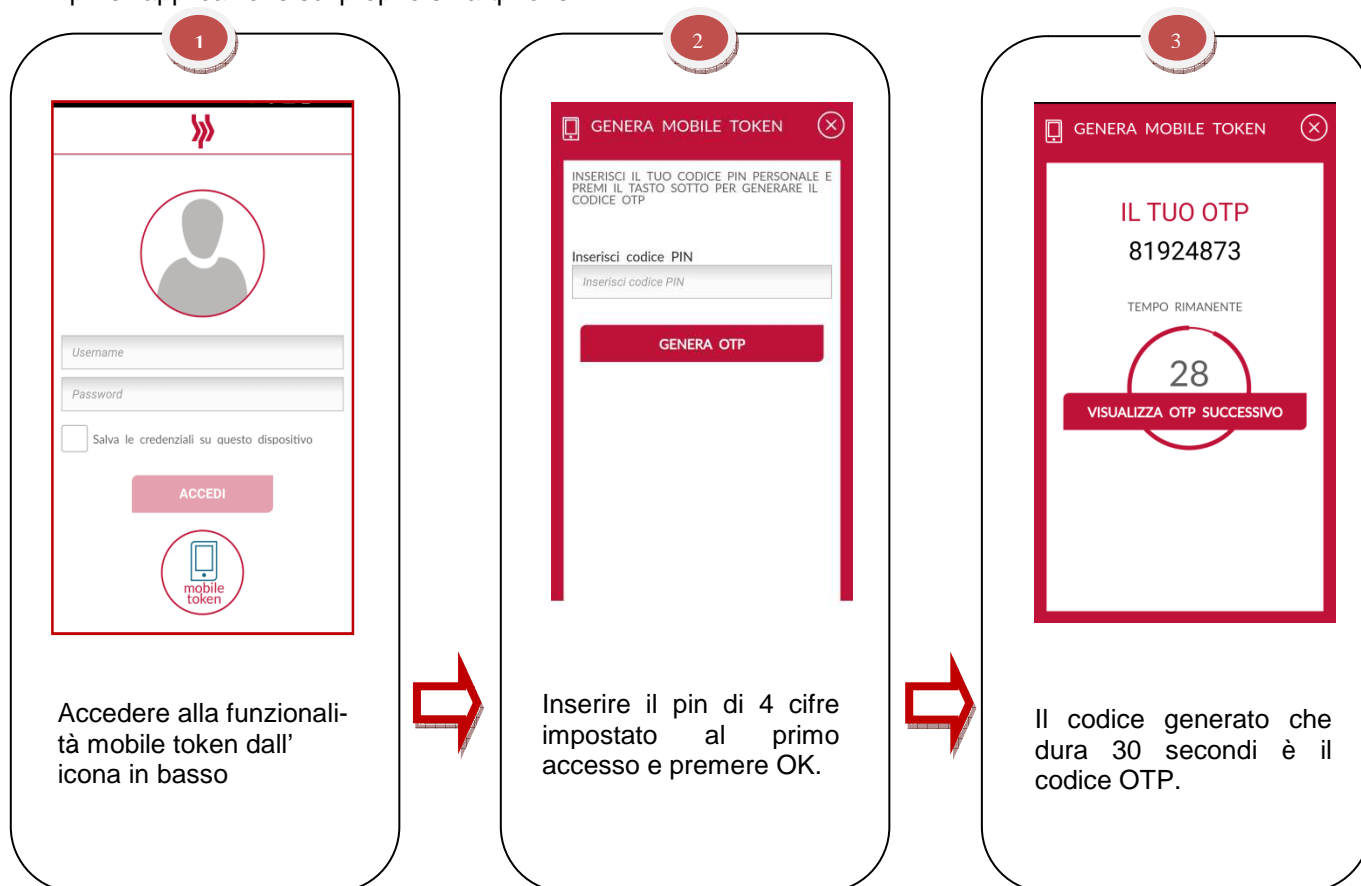 1
Username
Password
Salva le credenziali su questo dispositivo
ACCEDI
mobile
token
Accedere alla funzionali-
tà mobile token dall'
icona in basso
2
GENERA MOBILE TOKEN
INSERISCI IL TUO CODICE PIN PERSONALE E
PREMI IL TASTO SOTTO PER GENERARE IL
CODICE OTP
Inserisci codice PIN
Inserisci codice PIN
GENERA OTP
Inserire il pin di 4 cifre
impostato al primo
accesso e premere OK.
3
GENERA MOBILE TOKEN
IL TUO OTP
81924873
TEMPO RIMANENTE
28
VISUALIZZA OTP SUCCESSIVO
Il codice generato che
dura 30 secondi è il
codice OTP.